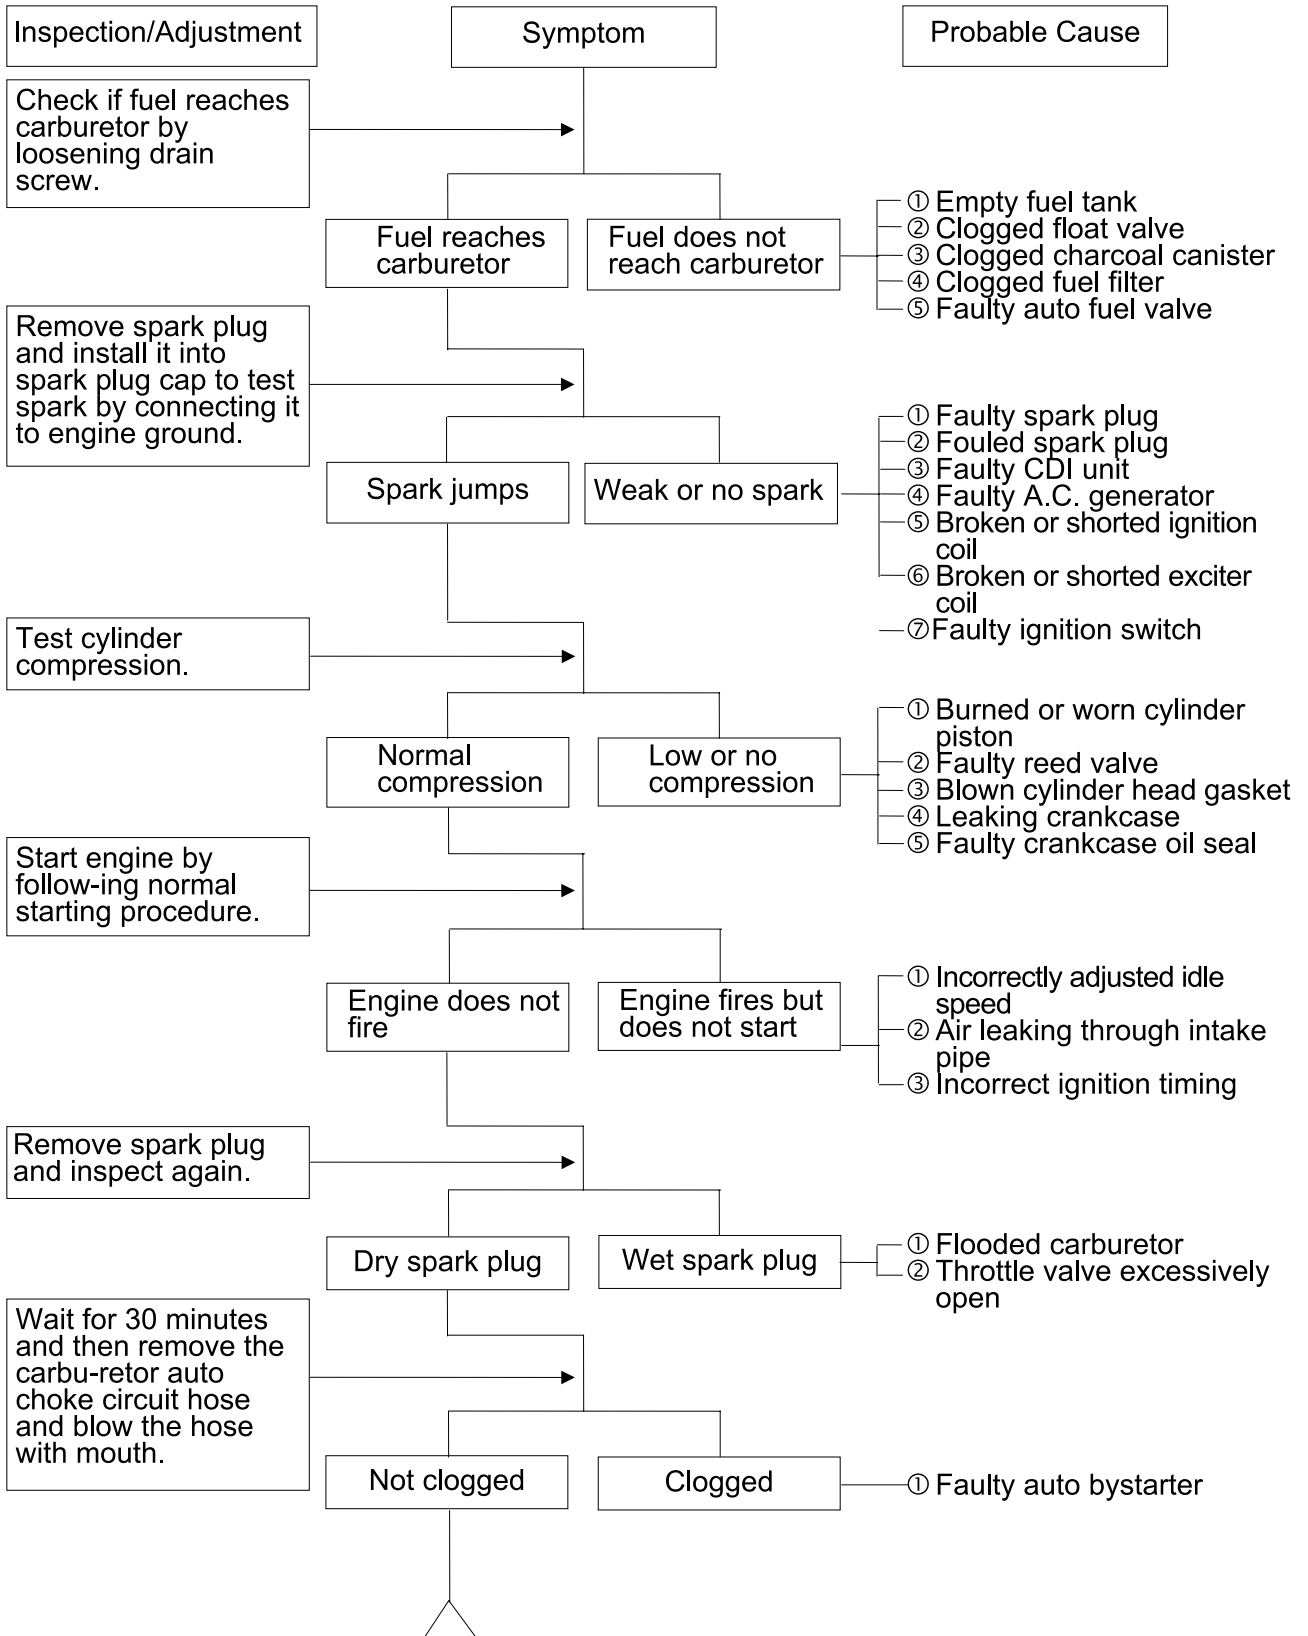 Inspection/Adjustment
Symptom
Probable Cause
Check if fuel reaches
carburetor by
loosening drain
screw.
Fuel reaches
carburetor
Fuel does not
reach carburetor
① Empty fuel tank
② Clogged float valve
③ Clogged charcoal canister
④ Clogged fuel filter
⑤ Faulty auto fuel valve
Remove spark plug
and install it into
spark plug cap to test
spark by connecting it
to engine ground.
Spark jumps
Weak or no spark
① Faulty spark plug
② Fouled spark plug
③ Faulty CDI unit
④ Faulty A.C. generator
⑤ Broken or shorted ignition
coil
⑥ Broken or shorted exciter
coil
⑦Faulty ignition switch
Test cylinder
compression.
Normal
compression
Low or no
compression
① Burned or worn cylinder
piston
② Faulty reed valve
③ Blown cylinder head gasket
④ Leaking crankcase
⑤ Faulty crankcase oil seal
Start engine by
follow-ing normal
starting procedure.
Engine does not
fire
Engine fires but
does not start
① Incorrectly adjusted idle
speed
② Air leaking through intake
pipe
③ Incorrect ignition timing
Remove spark plug
and inspect again.
Dry spark plug
Wet spark plug
① Flooded carburetor
② Throttle valve excessively
open
Wait for 30 minutes
and then remove the
carbu-retor auto
choke circuit hose
and blow the hose
with mouth.
Not clogged
Clogged
① Faulty auto bystarter